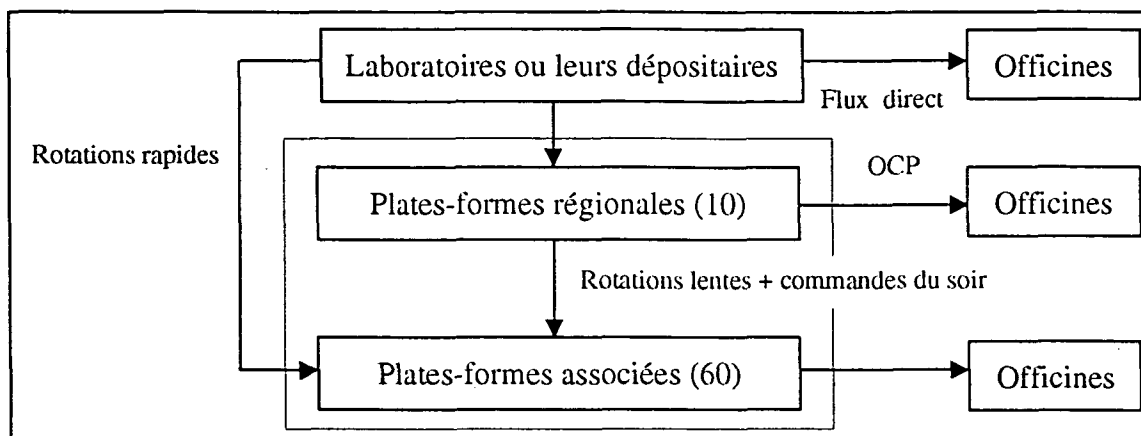 Laboratoires ou leurs dépositaires
Officines
Flux direct
Rotations rapides
OCP
Plates-formes régionales (10)
Officines
Rotations lentes + commandes du soir
Plates-formes associées (60)
Officines